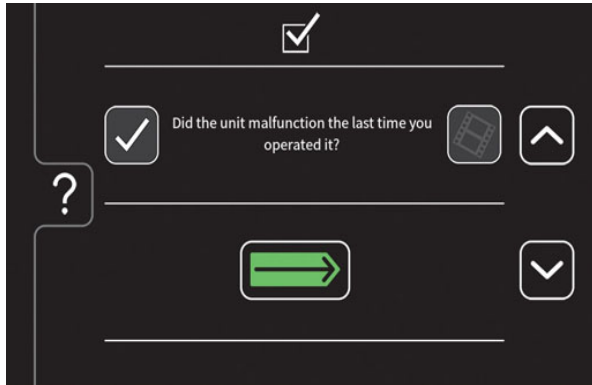 Did the unit malfunction the last time you
operated it?
?